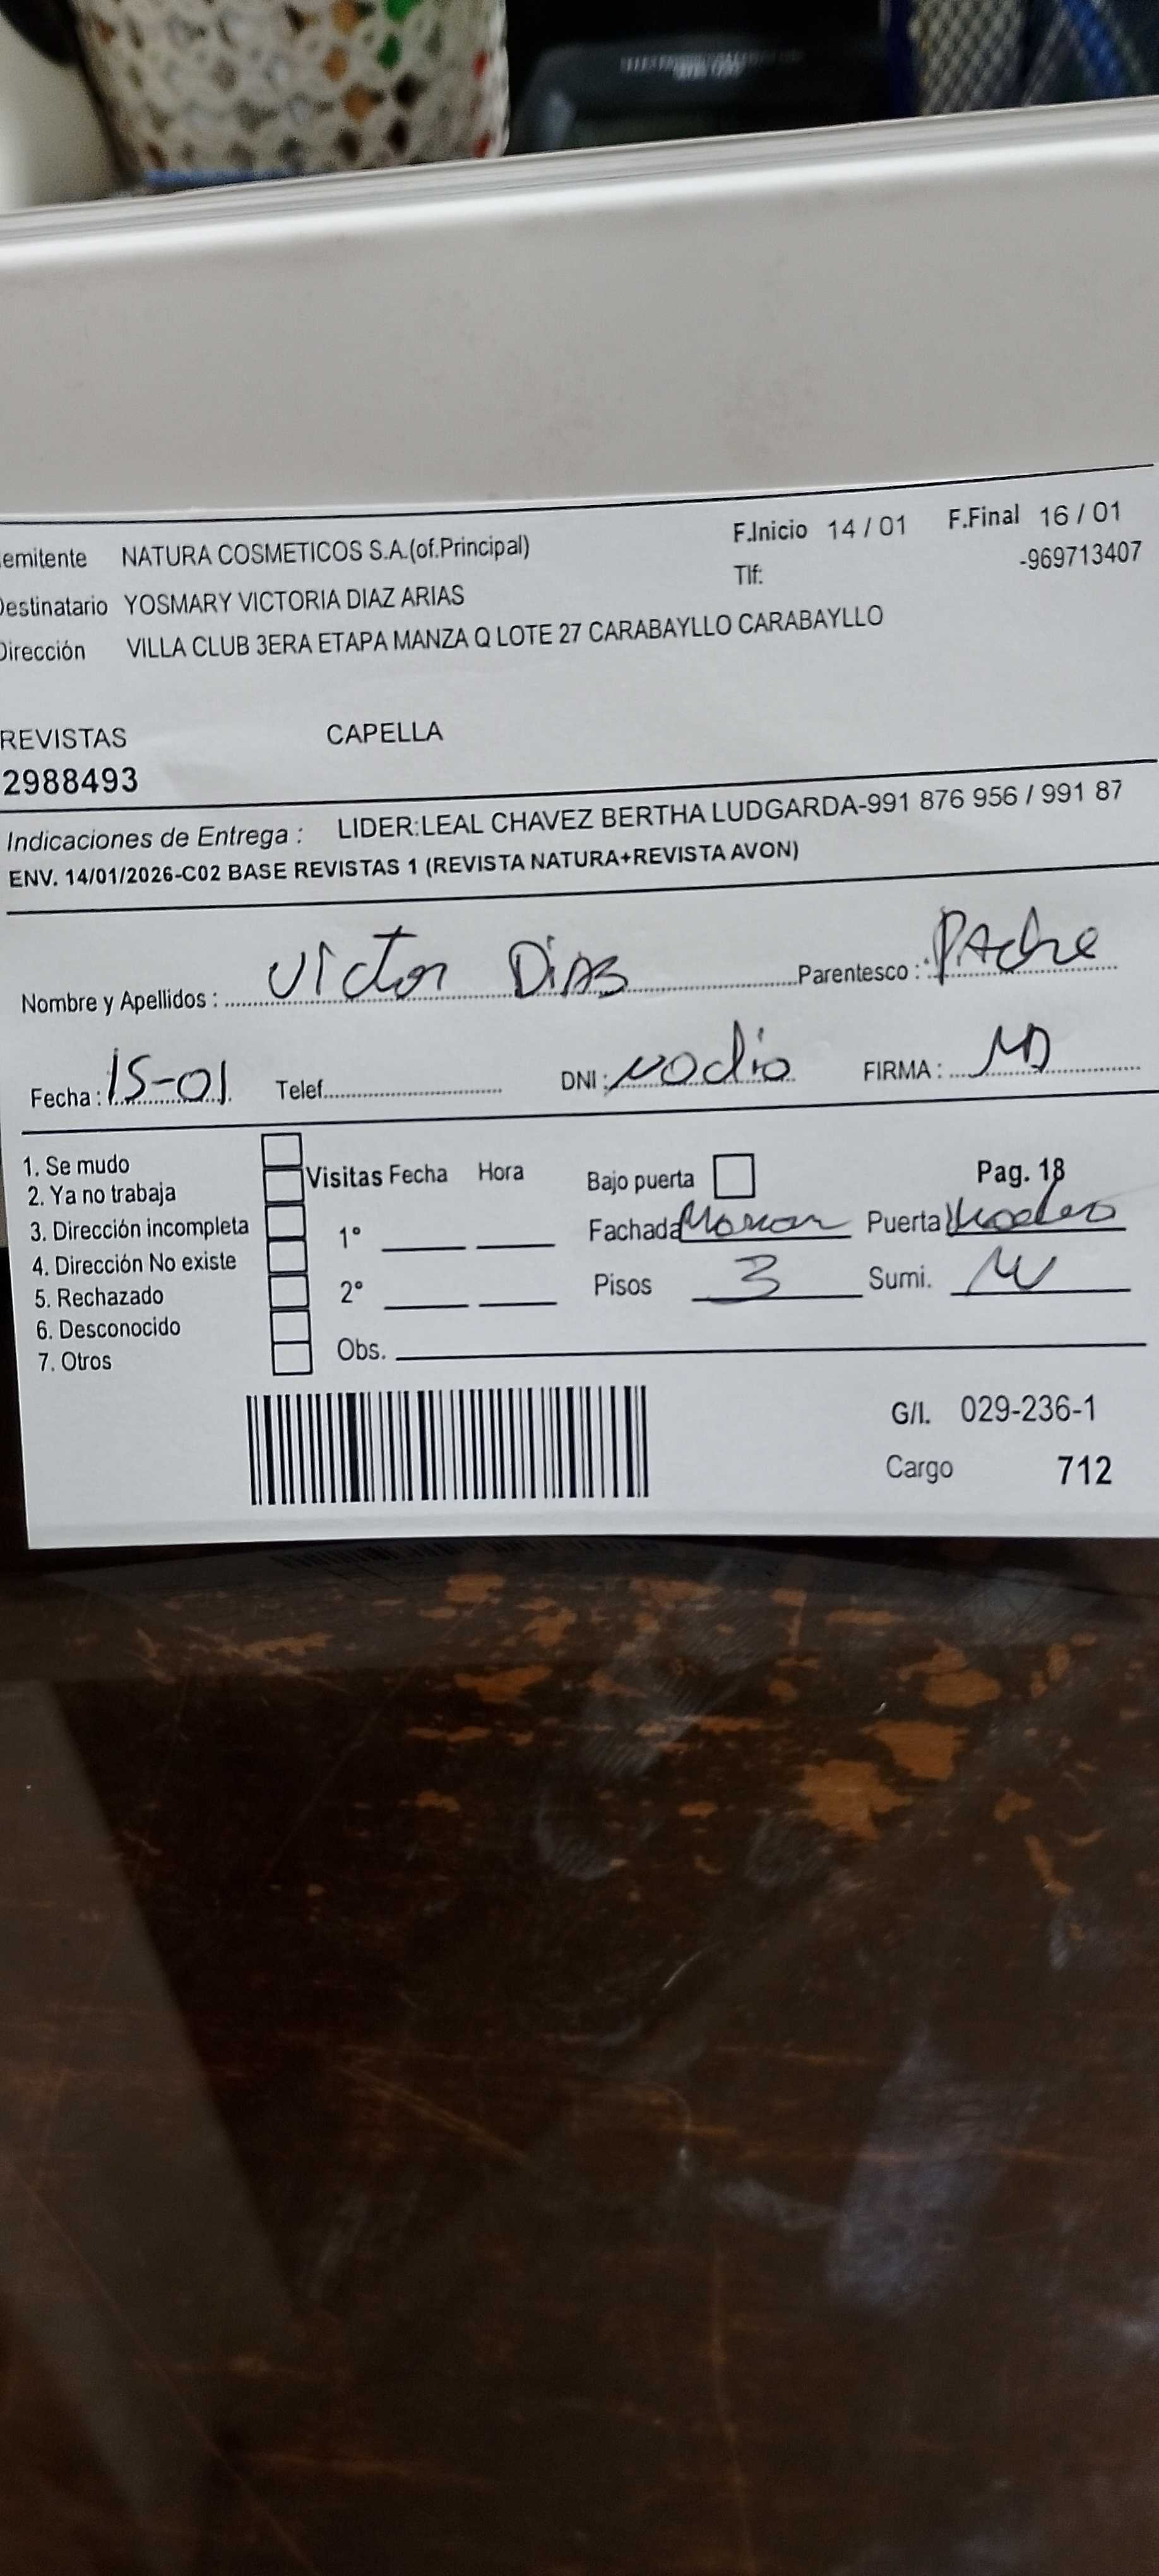 emitente NATURA COSMETICOS S.A.(of.Principal) F.Inicio 14 / 01 F.Final 16 / 01
Destinatario YOSMARY VICTORIA DIAZ ARIAS Tlf: -969713407
Dirección VILLA CLUB 3ERA ETAPA MANZA Q LOTE 27 CARABAYLLO CARABAYLLO
REVISTAS CAPELLA
2988493
Indicaciones de Entrega : LIDER:LEAL CHAVEZ BERTHA LUDGARDA-991 876 956 / 991 87
ENV. 14/01/2026-C02 BASE REVISTAS 1 (REVISTA NATURA+REVISTA AVON)
Nombre y Apellidos : Victor DiAS Parentesco : PAdre
Fecha : 15-01 Telef. DNI : NO dio FIRMA :
1. Se mudo
2. Ya no trabaja Visitas Fecha Hora Bajo puerta Pag. 18
3. Dirección incompleta 1° Fachada Puerta
4. Dirección No existe
5. Rechazado 2° Pisos 3 Sumi.
6. Desconocido
7. Otros Obs.
G/I. 029-236-1
Cargo 712